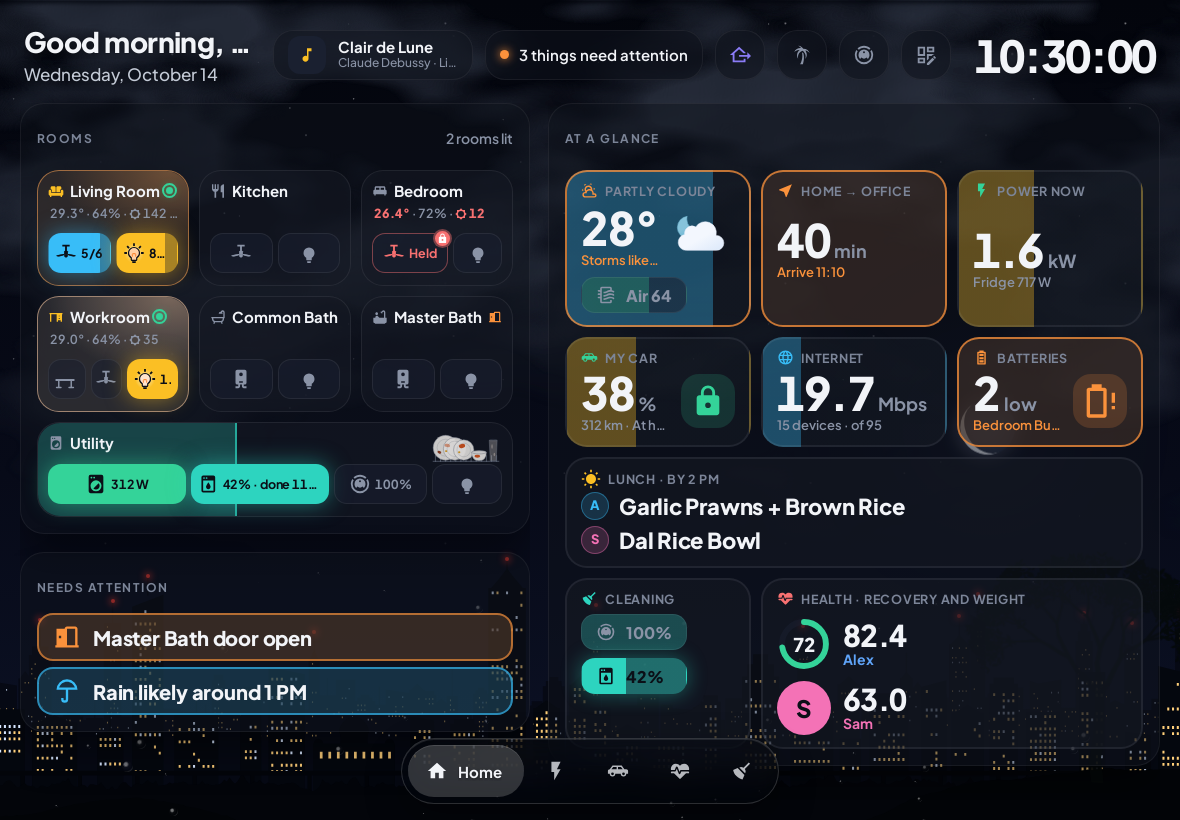 Good morning, ...
Wednesday, October 14
Clair de Lune
Claude Debussy · Li...
3 things need attention
10:30:00
ROOMS
2 rooms lit
Living Room
29.3° · 64% · 142 ...
5/6
8...
Kitchen
Bedroom
26.4° · 72% · 12
Held
Workroom
29.0° · 64% · 35
1.
Common Bath
Master Bath
Utility
312 W
42% · done 11...
100%
NEEDS ATTENTION
Master Bath door open
Rain likely around 1 PM
AT A GLANCE
PARTLY CLOUDY
28°
Storms like...
Air 64
HOME → OFFICE
40 min
Arrive 11:10
POWER NOW
1.6 kW
Fridge 717 W
MY CAR
38 %
312 km · At h...
INTERNET
19.7 Mbps
15 devices · of 95
BATTERIES
2 low
Bedroom Bu...
LUNCH · BY 2 PM
A Garlic Prawns + Brown Rice
S Dal Rice Bowl
CLEANING
100%
42%
HEALTH · RECOVERY AND WEIGHT
72
82.4
Alex
S
63.0
Sam
Home